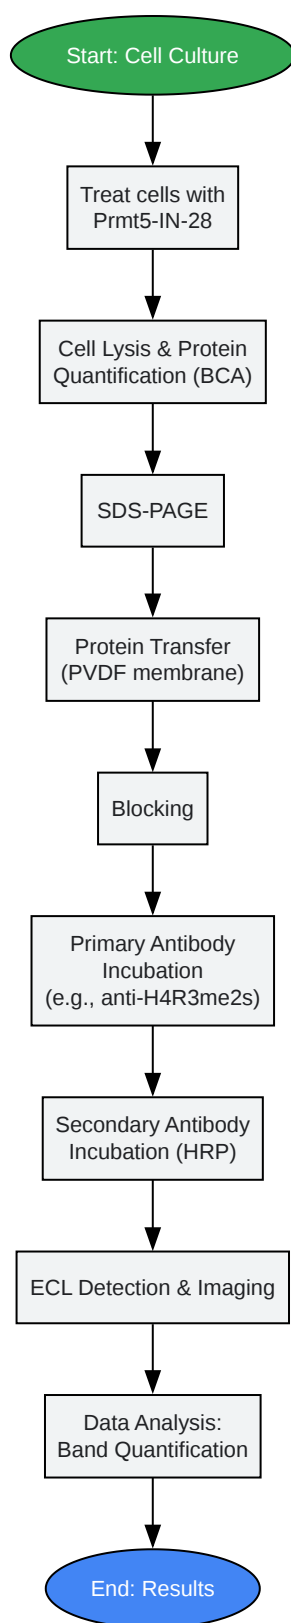 Start: Cell Culture
Treat cells with
Prmt5-IN-28
Cell Lysis & Protein
Quantification (BCA)
SDS-PAGE
Protein Transfer
(PVDF membrane)
Blocking
Primary Antibody
Incubation
(e.g., anti-H4R3me2s)
Secondary Antibody
Incubation (HRP)
ECL Detection & Imaging
Data Analysis:
Band Quantification
End: Results